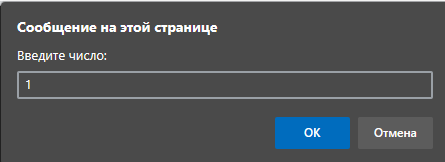 Сообщение на этой странице
Введите число:
1
ОК
Отмена